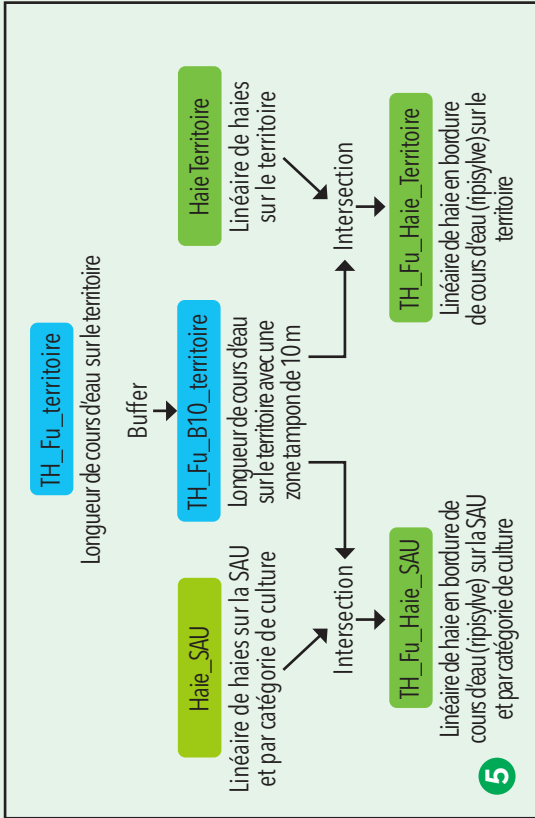 TH_Fu_territoire
Longueur de cours d'eau sur le territoire
Buffer
Haie_SAU
Linéaire de haies sur la SAU
et par catégorie de culture
TH_Fu_B10_territoire
Longueur de cours d'eau
sur le territoire avec une
zone tampon de 10 m
Haie Territoire
Linéaire de haies
sur le territoire
Intersection
Intersection
TH_Fu_Haie_SAU
Linéaire de haie en bordure de
cours d'eau (ripisylve) sur la SAU
et par catégorie de culture
TH_Fu_Haie_Territoire
Linéaire de haie en bordure
de cours d'eau (ripisylve) sur le
territoire
5